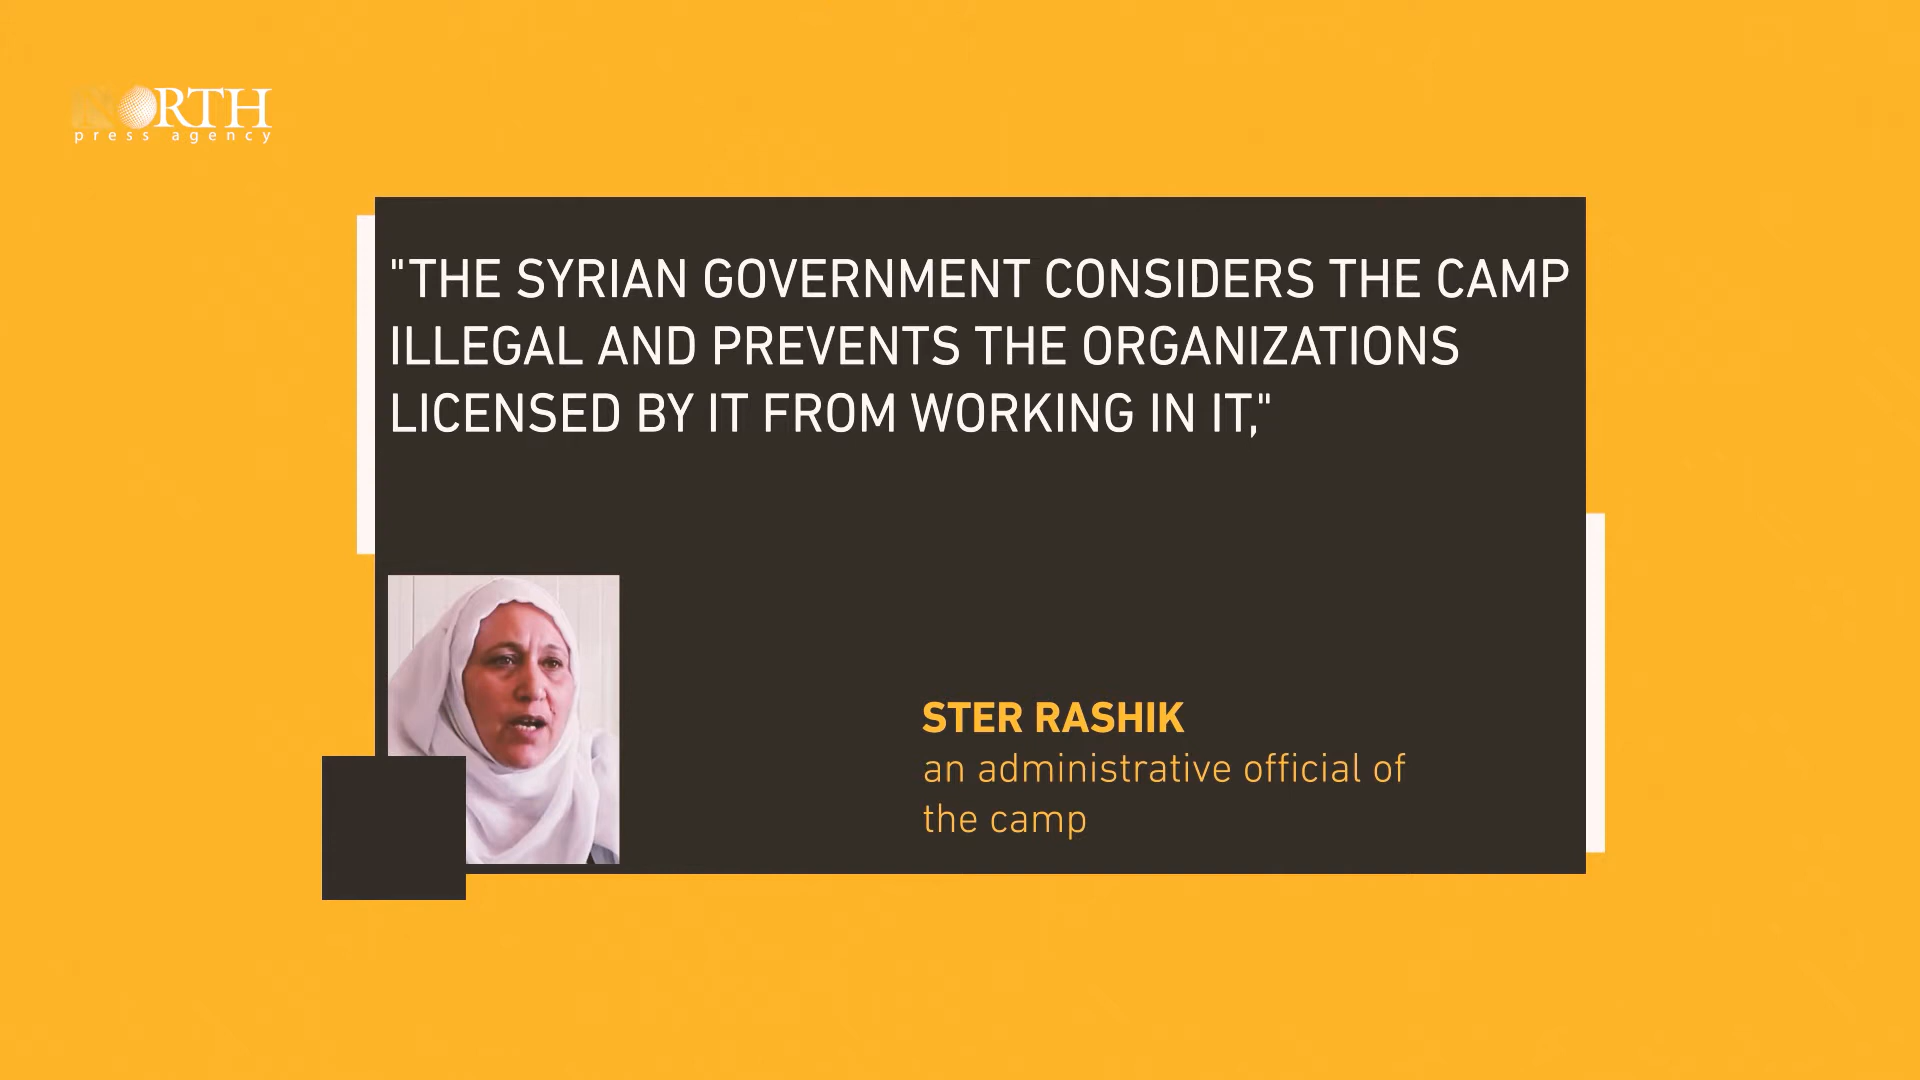 NORTH
press agency
"THE SYRIAN GOVERNMENT CONSIDERS THE CAMP
ILLEGAL AND PREVENTS THE ORGANIZATIONS
LICENSED BY IT FROM WORKING IN IT,"
STER RASHIK
an administrative official of
the camp